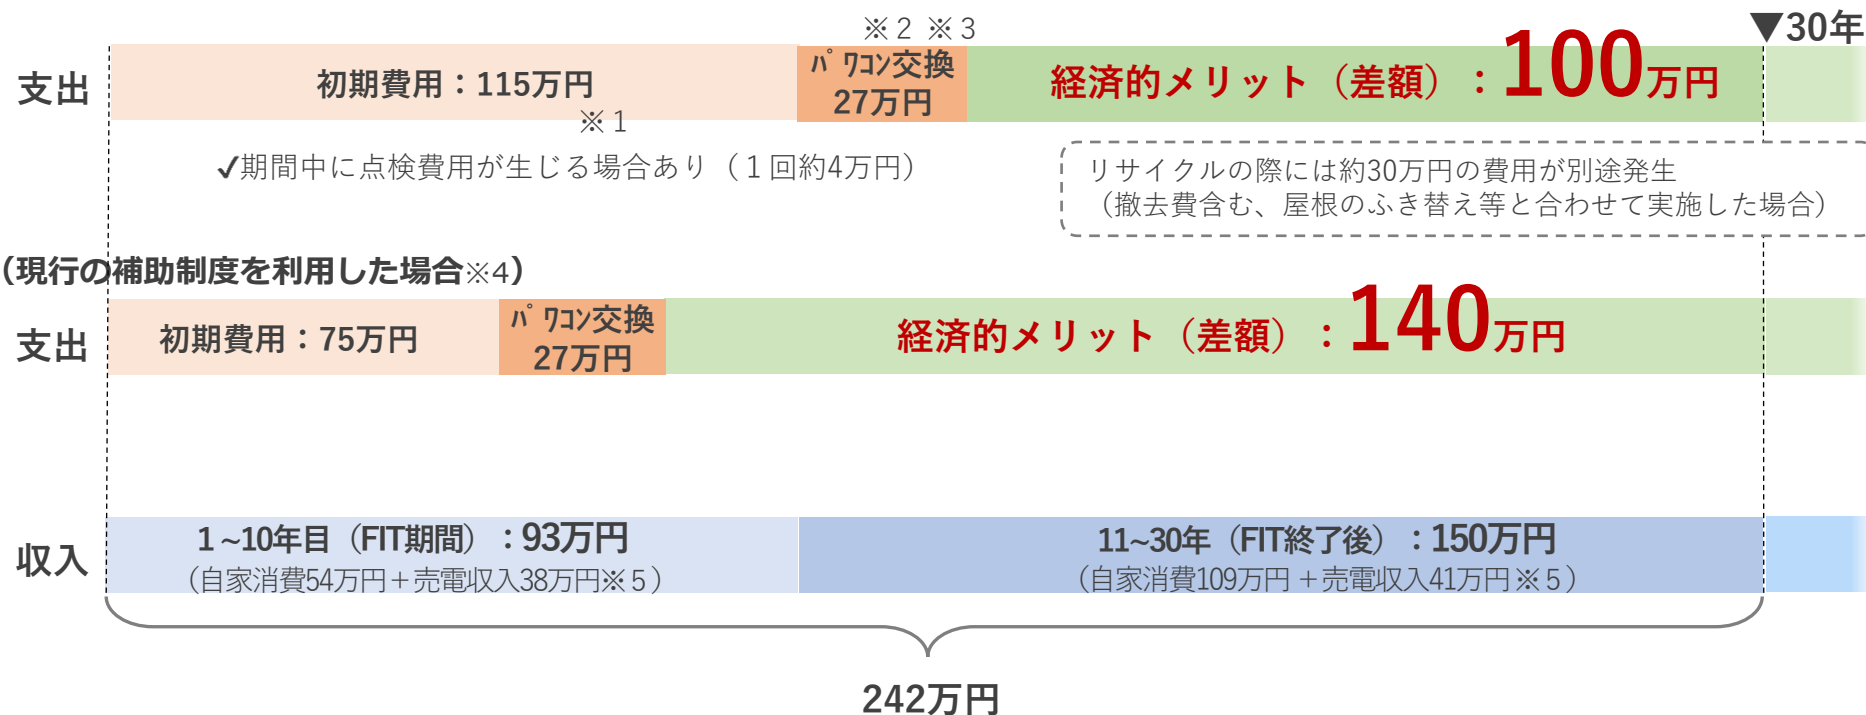 ※２ ※３
▼30年
支出
初期費用：115万円
※１
ﾊﾟﾜｺﾝ交換
27万円
経済的メリット（差額）：100万円
✓期間中に点検費用が生じる場合あり（１回約4万円）
リサイクルの際には約30万円の費用が別途発生
（撤去費含む、屋根のふき替え等と合わせて実施した場合）
（現行の補助制度を利用した場合※4）
支出
初期費用：75万円
ﾊﾟﾜｺﾝ交換
27万円
経済的メリット（差額）：140万円
収入
１~10年目（FIT期間）：93万円
（自家消費54万円＋売電収入38万円※５）
11~30年（FIT終了後）：150万円
（自家消費109万円＋売電収入41万円※５）
242万円